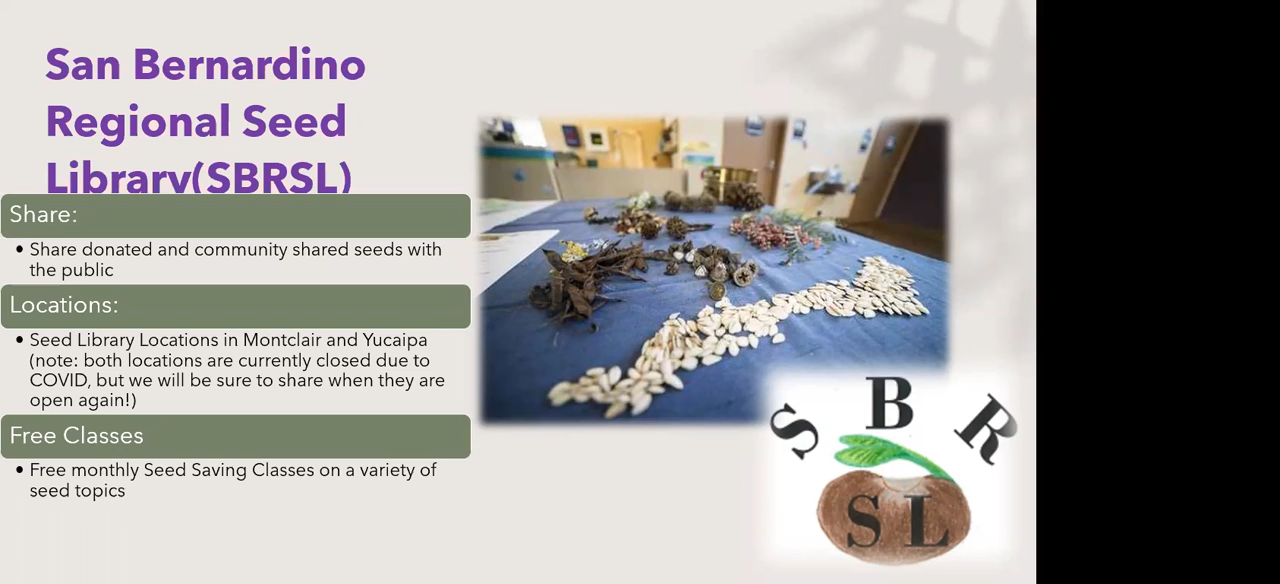 San Bernardino
Regional Seed
Library(SBRSL)
Share:
• Share donated and community shared seeds with
the public
Locations:
• Seed Library Locations in Montclair and Yucaipa
(note: both locations are currently closed due to
COVID, but we will be sure to share when they are
open again!)
Free Classes
• Free monthly Seed Saving Classes on a variety of
seed topics
S B R
S L